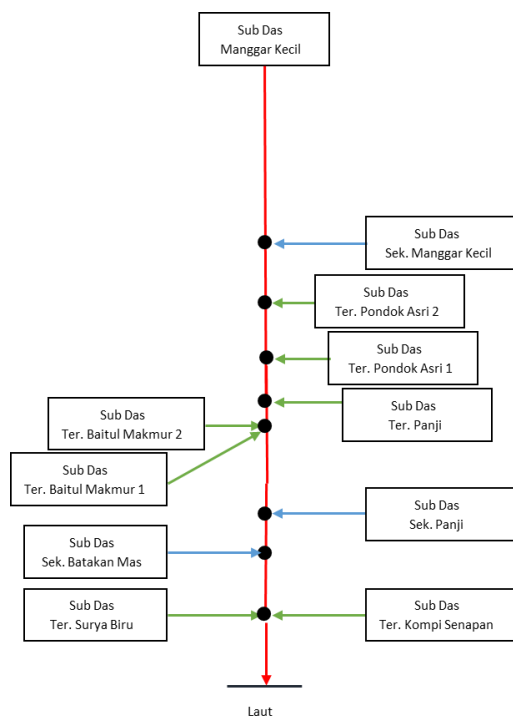 Sub Das
Manggar Kecil
Sub Das
Sek. Manggar Kecil
Sub Das
Ter. Pondok Asri 2
Sub Das
Ter. Pondok Asri 1
Sub Das
Ter. Panji
Sub Das
Ter. Baitul Makmur 2
Sub Das
Ter. Baitul Makmur 1
Sub Das
Sek. Panji
Sub Das
Sek. Batakan Mas
Sub Das
Ter. Surya Biru
Sub Das
Ter. Kompi Senapan
Laut